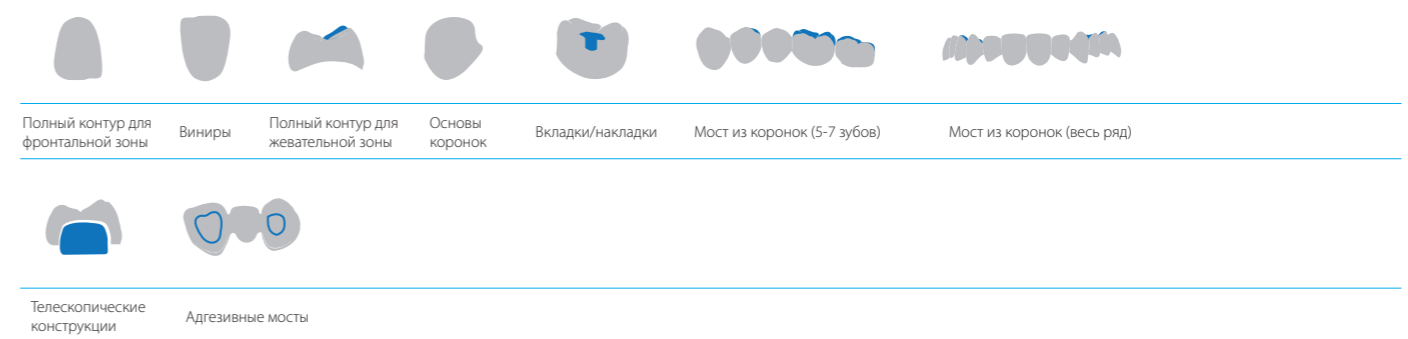 Полный контур для
фронтальной зоны
Виниры
Полный контур для
жевательной зоны
Основы
коронок
Вкладки/накладки
Мост из коронок (5-7 зубов)
Мост из коронок (весь ряд)
Телескопические
конструкции
Адгезивные мосты